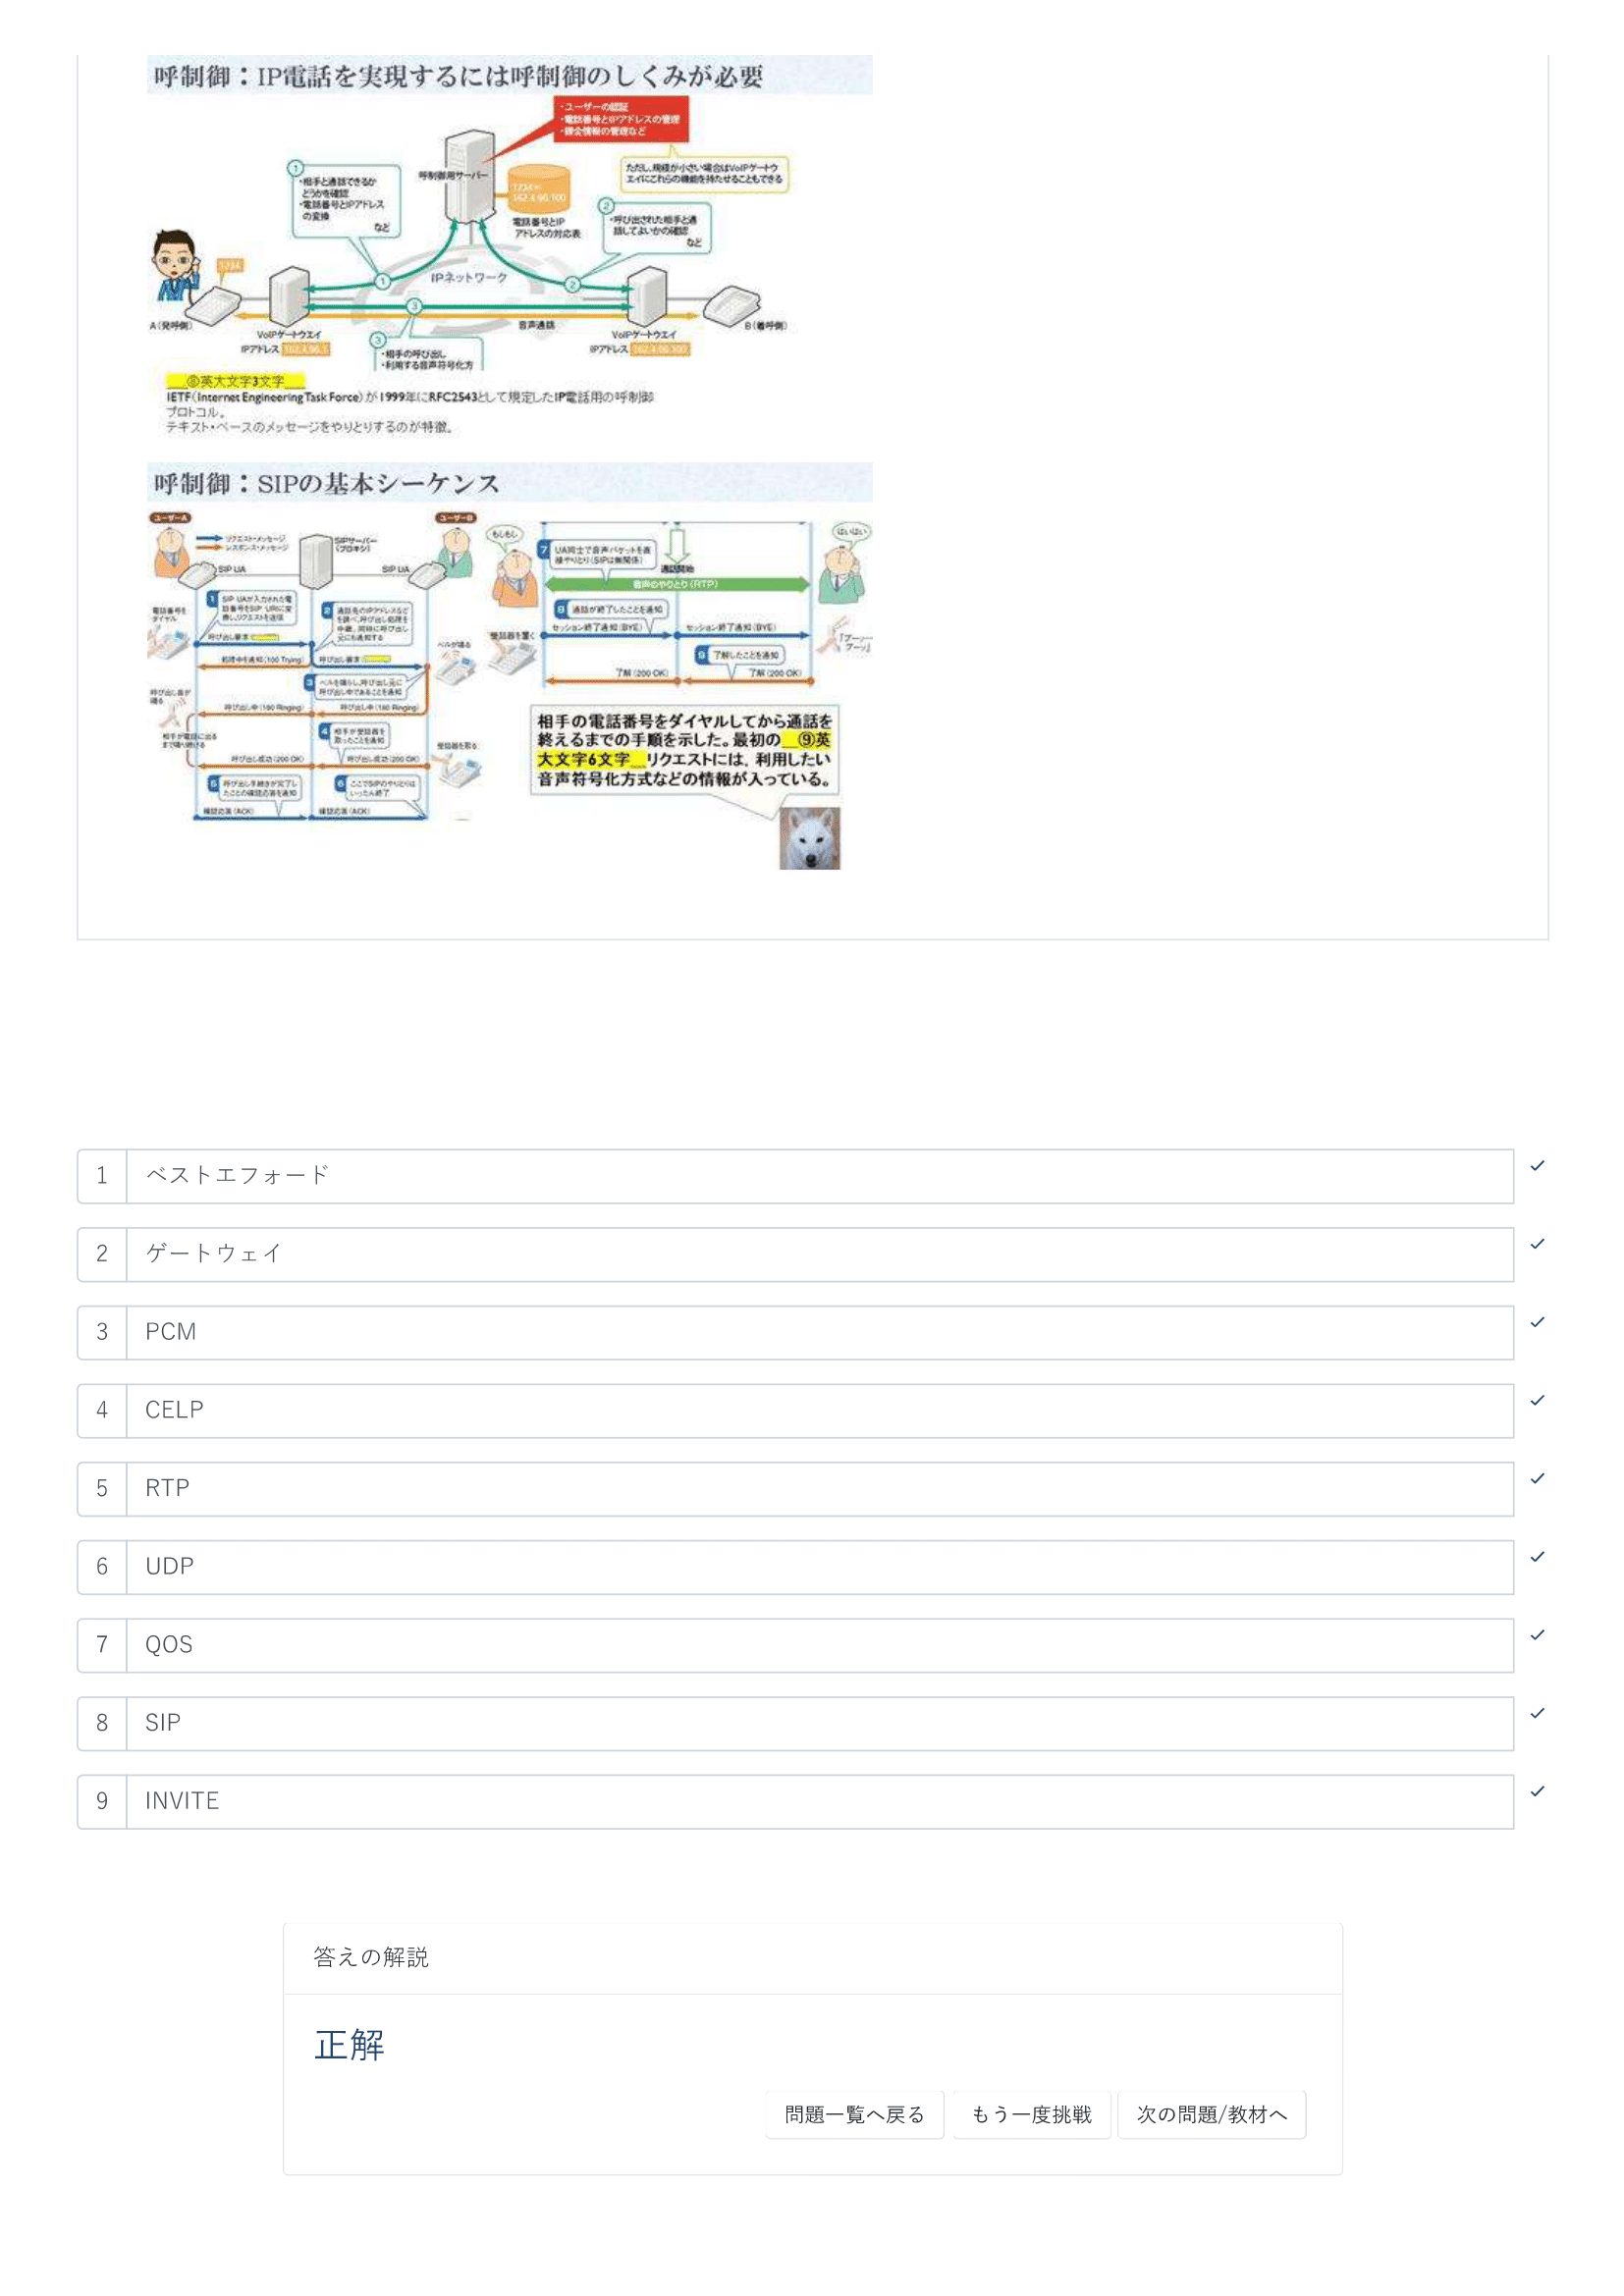 呼制御：IP電話を実現するには呼制御のしくみが必要
・ユーザーの認証
・電話番号とIPアドレスの管理
・課金情報の管理など
ただし、規模が小さい場合はVoIPゲートウ
エイにこれらの機能を持たせることもできる
呼制御用サーバー
1234＝
162.4.90.100
電話番号とIP
アドレスの対応表
①
・相手と通話できるか
どうかを確認
・電話番号とIPアドレス
の変換
など
②
・呼び出された相手と通
話してよいかの確認
など
1234
IPネットワーク
①
②
③
A（発呼側）
VoIPゲートウエイ
IPアドレス
音声通話
VoIPゲートウエイ
IPアドレス
B（着呼側）
③
・相手の呼び出し
・利用する音声符号化方
__⑧英大文字3文字__
IETF（Internet Engineering Task Force）が1999年にRFC2543として規定したIP電話用の呼制御
プロトコル。
テキスト・ベースのメッセージをやりとりするのが特徴。
呼制御：SIPの基本シーケンス
ユーザーA
ユーザーB
リクエスト・メッセージ
レスポンス・メッセージ
SIPサーバー
（プロキシ）
SIP UA
SIP UA
電話番号を
ダイヤル
1 SIP UAが入力された電
話番号をSIP URIに変
換し、リクエストを送信
2 通話先のIPアドレスなど
を調べ、呼び出し処理を
中継。同時に呼び出し
元にも通知する
呼び出し要求
処理中を通知（100 Trying）
呼び出し要求
ベルが鳴る
3 ベルを鳴らし、呼び出し元に
呼び出し中であることを通知
呼び出し音が
鳴る
呼び出し中（180 Ringing）
呼び出し中（180 Ringing）
相手が電話に出る
まで鳴り続ける
4 相手が受話器を
取ったことを通知
受話器を取る
呼び出し成功（200 OK）
呼び出し成功（200 OK）
5 呼び出し手続きが完了し
たことの確認応答を通知
6 ここでSIPのやりとりは
いったん終了
確認応答（ACK）
確認応答（ACK）
もしもし
はいはい
7 UA同士で音声パケットを直
接やりとり（SIPは無関係）
通話開始
音声のやりとり（RTP）
8 通話が終了したことを通知
受話器を置く
セッション終了通知（BYE）
セッション終了通知（BYE）
「プーッ…
プーッ」
9 了解したことを通知
了解（200 OK）
了解（200 OK）
相手の電話番号をダイヤルしてから通話を
終えるまでの手順を示した。最初の__⑨英
大文字6文字__リクエストには、利用したい
音声符号化方式などの情報が入っている。
1 ベストエフォード
2 ゲートウェイ
3 PCM
4 CELP
5 RTP
6 UDP
7 QOS
8 SIP
9 INVITE
答えの解説
正解
問題一覧へ戻る もう一度挑戦 次の問題/教材へ